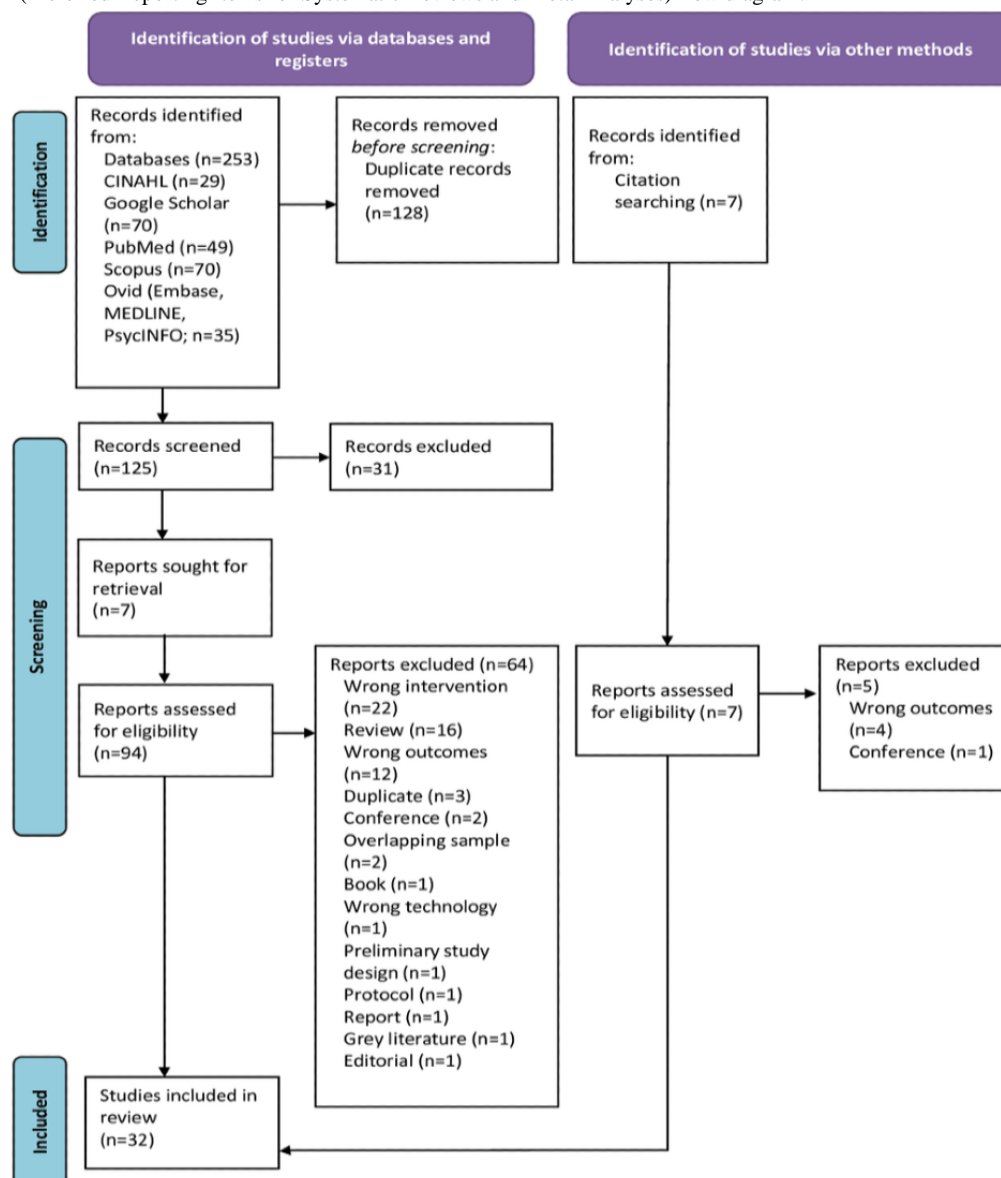 Identification of studies via databases and
registers
Identification of studies via other methods
Identification
Records identified
from:
Databases (n=253)
CINAHL (n=29)
Google Scholar
(n=70)
PubMed (n=49)
Scopus (n=70)
Ovid (Embase,
MEDLINE,
PsycINFO; n=35)
Records removed
before screening:
Duplicate records
removed
(n=128)
Records identified
from:
Citation
searching (n=7)
Screening
Records screened
(n=125)
Records excluded
(n=31)
Reports sought for
retrieval
(n=7)
Reports assessed
for eligibility
(n=94)
Reports excluded (n=64)
Wrong intervention
(n=22)
Review (n=16)
Wrong outcomes
(n=12)
Duplicate (n=3)
Conference (n=2)
Overlapping sample
(n=2)
Book (n=1)
Wrong technology
(n=1)
Preliminary study
design (n=1)
Protocol (n=1)
Report (n=1)
Grey literature (n=1)
Editorial (n=1)
Reports assessed
for eligibility (n=7)
Reports excluded
(n=5)
Wrong outcomes
(n=4)
Conference (n=1)
Included
Studies included in
review
(n=32)